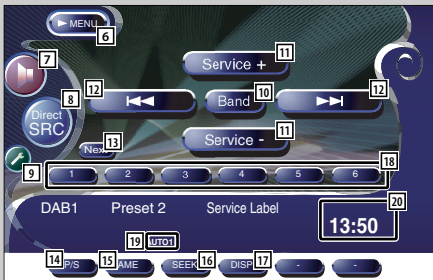 ► MENU
6
7
11
Service +
12
12
8
⏮
Band
10
⏭
Direct
SRC
Service -
11
13
Nex
9
18
1 2 3 4 5 6
DAB1 Preset 2 Service Label
20
13:50
19
AUTO1
14 P/S 15 AME 16 SEEK 17 DISP - -